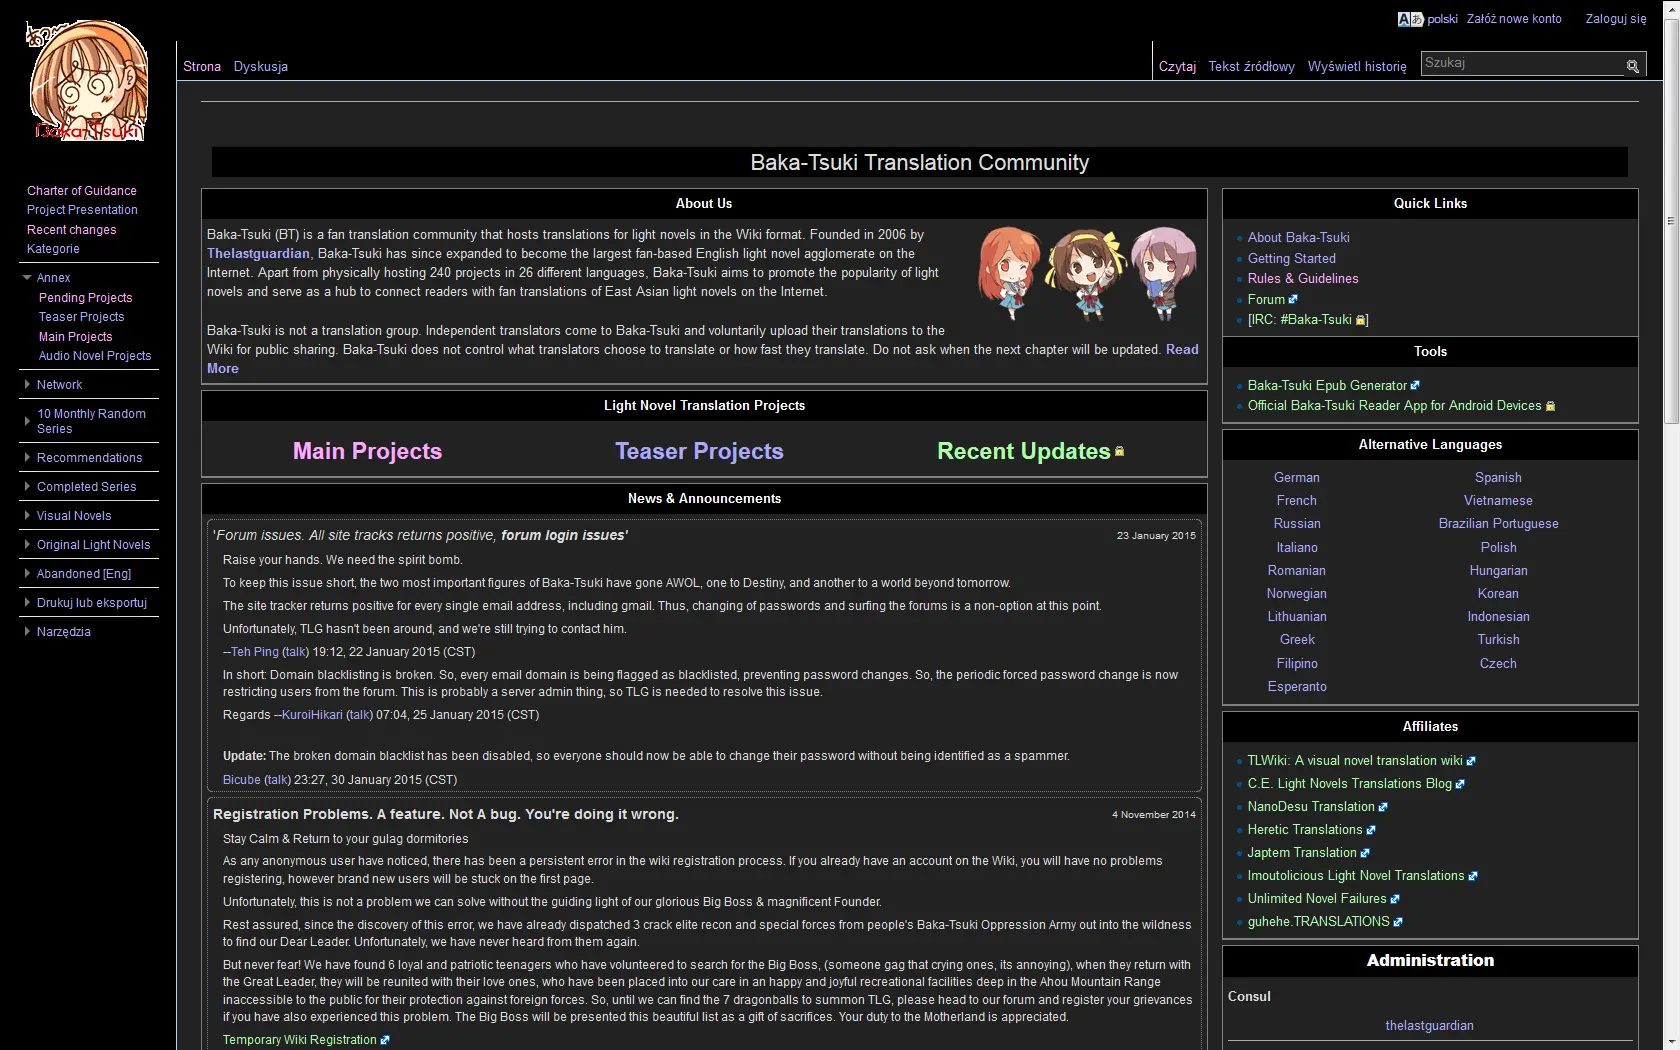 Baka-Tsuki
polski Załóż nowe konto Zaloguj się
Strona Dyskusja
Czytaj Tekst źródłowy Wyświetl historię Szukaj
Charter of Guidance
Project Presentation
Recent changes
Kategorie
Annex
Pending Projects
Teaser Projects
Main Projects
Audio Novel Projects
Network
10 Monthly Random
Series
Recommendations
Completed Series
Visual Novels
Original Light Novels
Abandoned [Eng]
Drukuj lub eksportuj
Narzędzia
Baka-Tsuki Translation Community
About Us
Baka-Tsuki (BT) is a fan translation community that hosts translations for light novels in the Wiki format. Founded in 2006 by
Thelastguardian, Baka-Tsuki has since expanded to become the largest fan-based English light novel agglomerate on the
Internet. Apart from physically hosting 240 projects in 26 different languages, Baka-Tsuki aims to promote the popularity of light
novels and serve as a hub to connect readers with fan translations of East Asian light novels on the Internet.
Baka-Tsuki is not a translation group. Independent translators come to Baka-Tsuki and voluntarily upload their translations to the
Wiki for public sharing. Baka-Tsuki does not control what translators choose to translate or how fast they translate. Do not ask when the next chapter will be updated. Read
More
Light Novel Translation Projects
Main Projects Teaser Projects Recent Updates
News & Announcements
'Forum issues. All site tracks returns positive, forum login issues' 23 January 2015
Raise your hands. We need the spirit bomb.
To keep this issue short, the two most important figures of Baka-Tsuki have gone AWOL, one to Destiny, and another to a world beyond tomorrow.
The site tracker returns positive for every single email address, including gmail. Thus, changing of passwords and surfing the forums is a non-option at this point.
Unfortunately, TLG hasn't been around, and we're still trying to contact him.
--Teh Ping (talk) 19:12, 22 January 2015 (CST)
In short: Domain blacklisting is broken. So, every email domain is being flagged as blacklisted, preventing password changes. So, the periodic forced password change is now
restricting users from the forum. This is probably a server admin thing, so TLG is needed to resolve this issue.
Regards --KuroiHikari (talk) 07:04, 25 January 2015 (CST)
Update: The broken domain blacklist has been disabled, so everyone should now be able to change their password without being identified as a spammer.
Bicube (talk) 23:27, 30 January 2015 (CST)
Registration Problems. A feature. Not A bug. You're doing it wrong. 4 November 2014
Stay Calm & Return to your gulag dormitories
As any anonymous user have noticed, there has been a persistent error in the wiki registration process. If you already have an account on the Wiki, you will have no problems
registering, however brand new users will be stuck on the first page.
Unfortunately, this is not a problem we can solve without the guiding light of our glorious Big Boss & magnificent Founder.
Rest assured, since the discovery of this error, we have already dispatched 3 crack elite recon and special forces from people's Baka-Tsuki Oppression Army out into the wildness
to find our Dear Leader. Unfortunately, we have never heard from them again.
But never fear! We have found 6 loyal and patriotic teenagers who have volunteered to search for the Big Boss, (someone gag that crying ones, its annoying), when they return with
the Great Leader, they will be reunited with their love ones, who have been placed into our care in an happy and joyful recreational facilities deep in the Ahou Mountain Range
inaccessible to the public for their protection against foreign forces. So, until we can find the 7 dragonballs to summon TLG, please head to our forum and register your grievances
if you have also experienced this problem. The Big Boss will be presented this beautiful list as a gift of sacrifices. Your duty to the Motherland is appreciated.
Temporary Wiki Registration
Quick Links
About Baka-Tsuki
Getting Started
Rules & Guidelines
Forum
[IRC: #Baka-Tsuki]
Tools
Baka-Tsuki Epub Generator
Official Baka-Tsuki Reader App for Android Devices
Alternative Languages
German Spanish
French Vietnamese
Russian Brazilian Portuguese
Italiano Polish
Romanian Hungarian
Norwegian Korean
Lithuanian Indonesian
Greek Turkish
Filipino Czech
Esperanto
Affiliates
TLWiki: A visual novel translation wiki
C.E. Light Novels Translations Blog
NanoDesu Translation
Heretic Translations
Japtem Translation
Imoutolicious Light Novel Translations
Unlimited Novel Failures
guhehe.TRANSLATIONS
Administration
Consul
thelastguardian